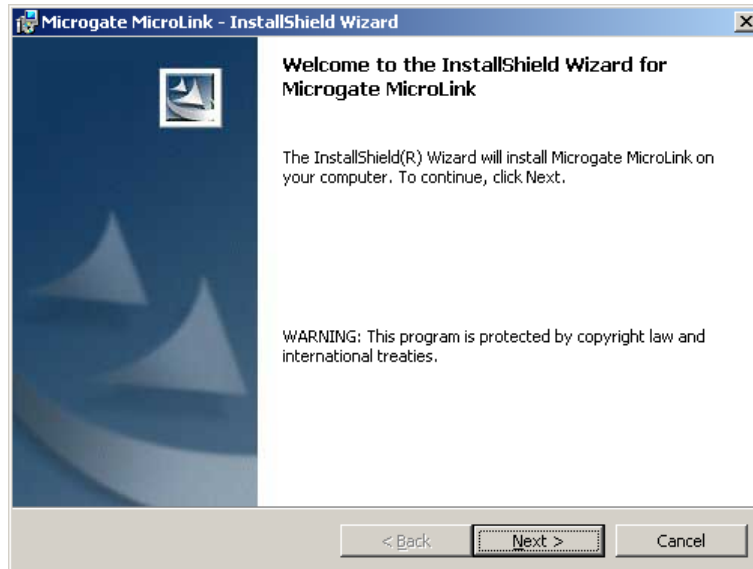 Microgate MicroLink - InstallShield Wizard
Welcome to the InstallShield Wizard for
Microgate MicroLink
The InstallShield(R) Wizard will install Microgate MicroLink on
your computer. To continue, click Next.
WARNING: This program is protected by copyright law and
international treaties.
< Back
Next >
Cancel